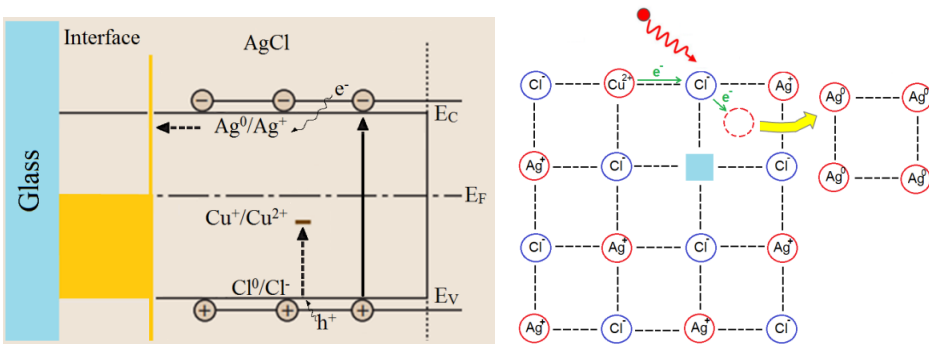 Interface
AgCl
e⁻
E_C
Ag⁰/Ag⁺
Glass
E_F
Cu⁺/Cu²⁺
Cl⁰/Cl⁻
E_V
h⁺
e⁻
Cl⁻ Cu²⁺ Cl⁻ Ag⁺
e⁻
Ag⁰ Ag⁰
Ag⁺ Cl⁻ Cl⁻
Ag⁰ Ag⁰
Cl⁻ Ag⁺ Cl⁻ Ag⁺
Ag⁺ Cl⁻ Ag⁺ Cl⁻